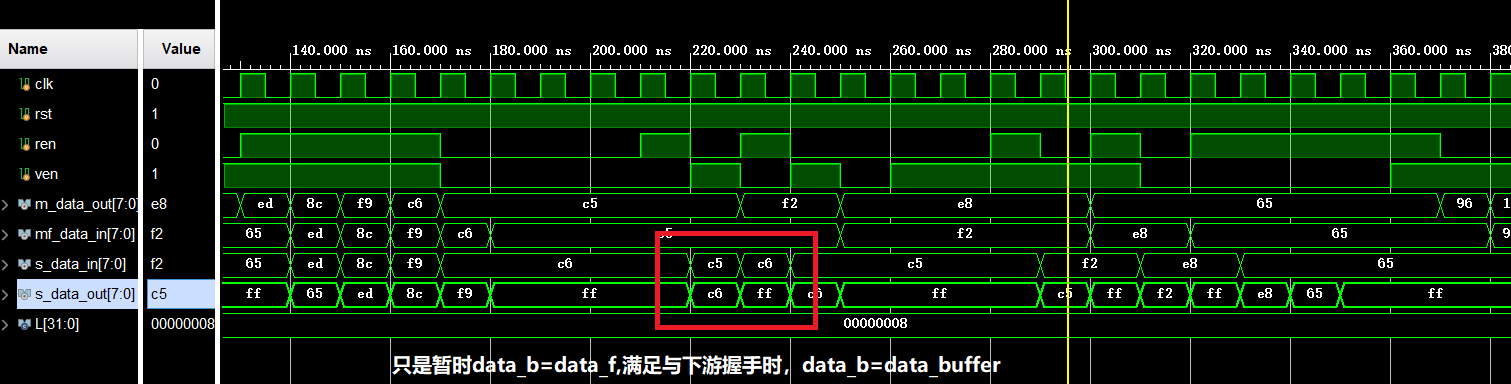 Name Value
140.000 ns 160.000 ns 180.000 ns 200.000 ns 220.000 ns 240.000 ns 260.000 ns 280.000 ns 300.000 ns 320.000 ns 340.000 ns 360.000 ns 380
clk 0
rst 1
ren 0
ven 1
m_data_out[7:0] e8 ed 8c f9 c6 c5 f2 e8 65 96 1
mf_data_in[7:0] f2 65 ed 8c f9 c6 c5 f2 e8 65 9
s_data_in[7:0] f2 65 ed 8c f9 c6 c5 c6 c5 f2 e8 65
s_data_out[7:0] c5 ff 65 ed 8c f9 ff c6 ff c6 ff c5 ff f2 ff e8 65 ff
L[31:0] 00000008 00000008
只是暂时data_b=data_f,满足与下游握手时，data_b=data_buffer